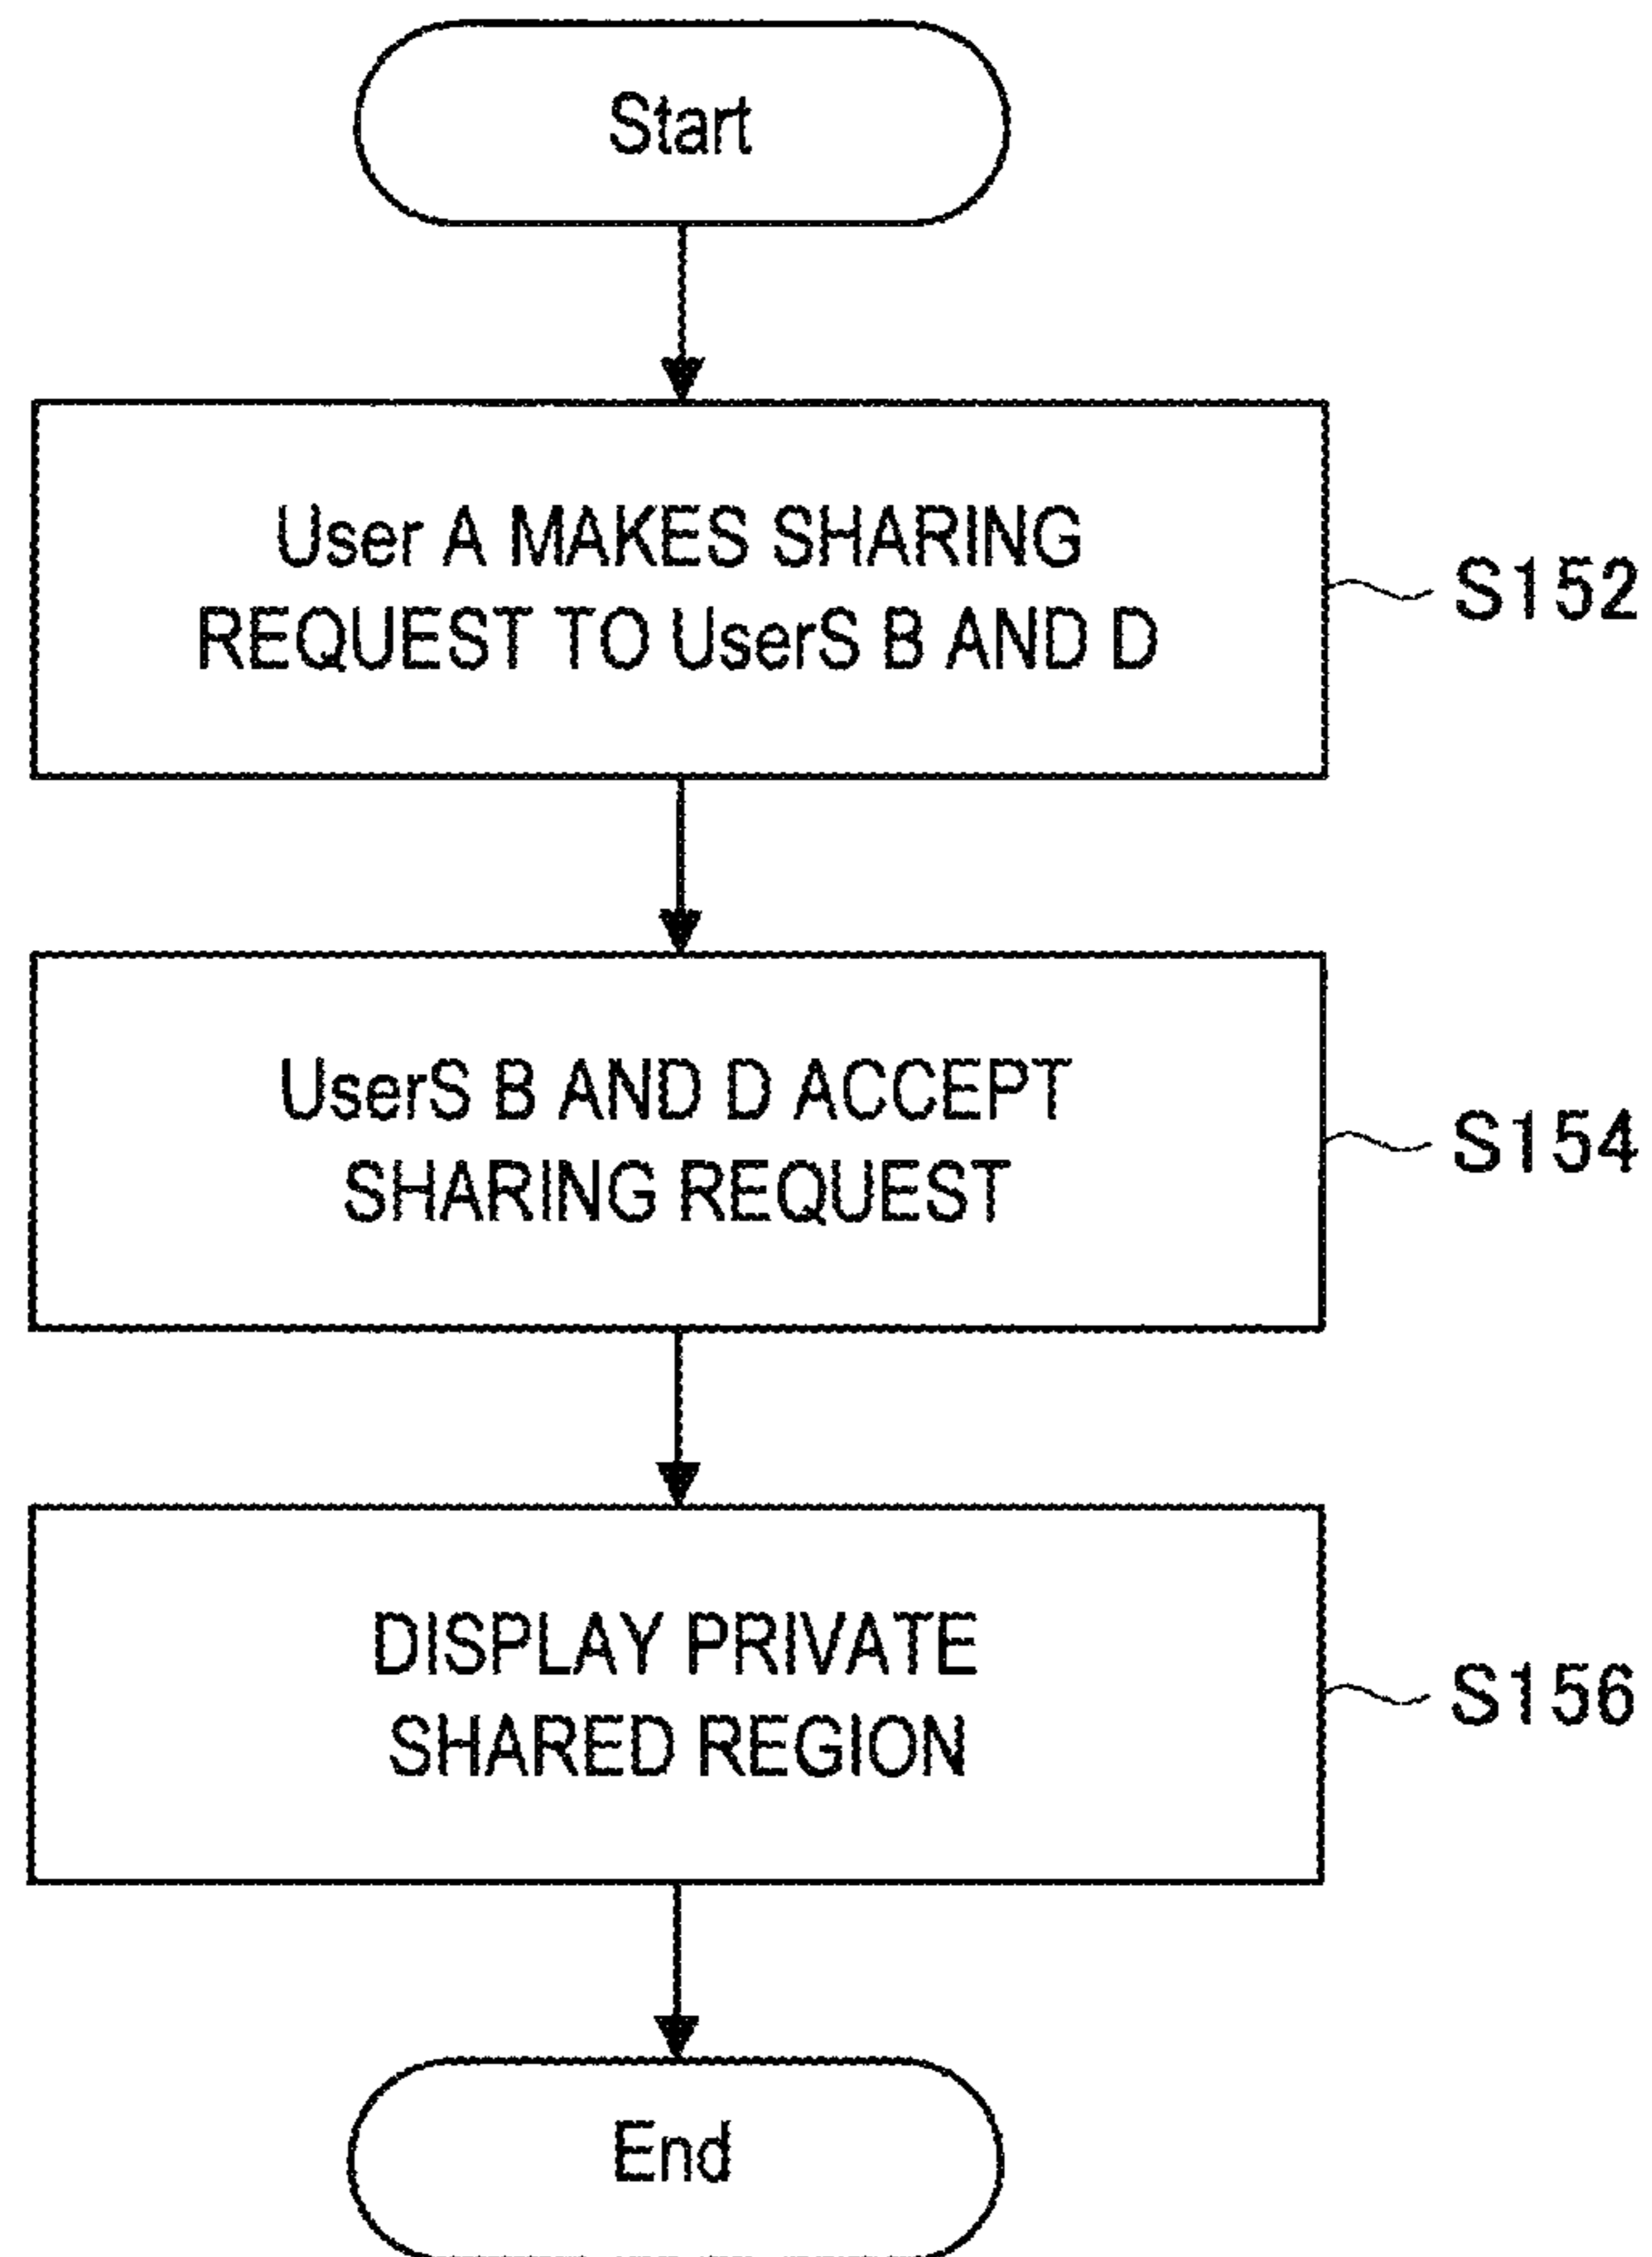 Start
User A MAKES SHARING
REQUEST TO UserS B AND D
S152
UserS B AND D ACCEPT
SHARING REQUEST
S154
DISPLAY PRIVATE
SHARED REGION
S156
End